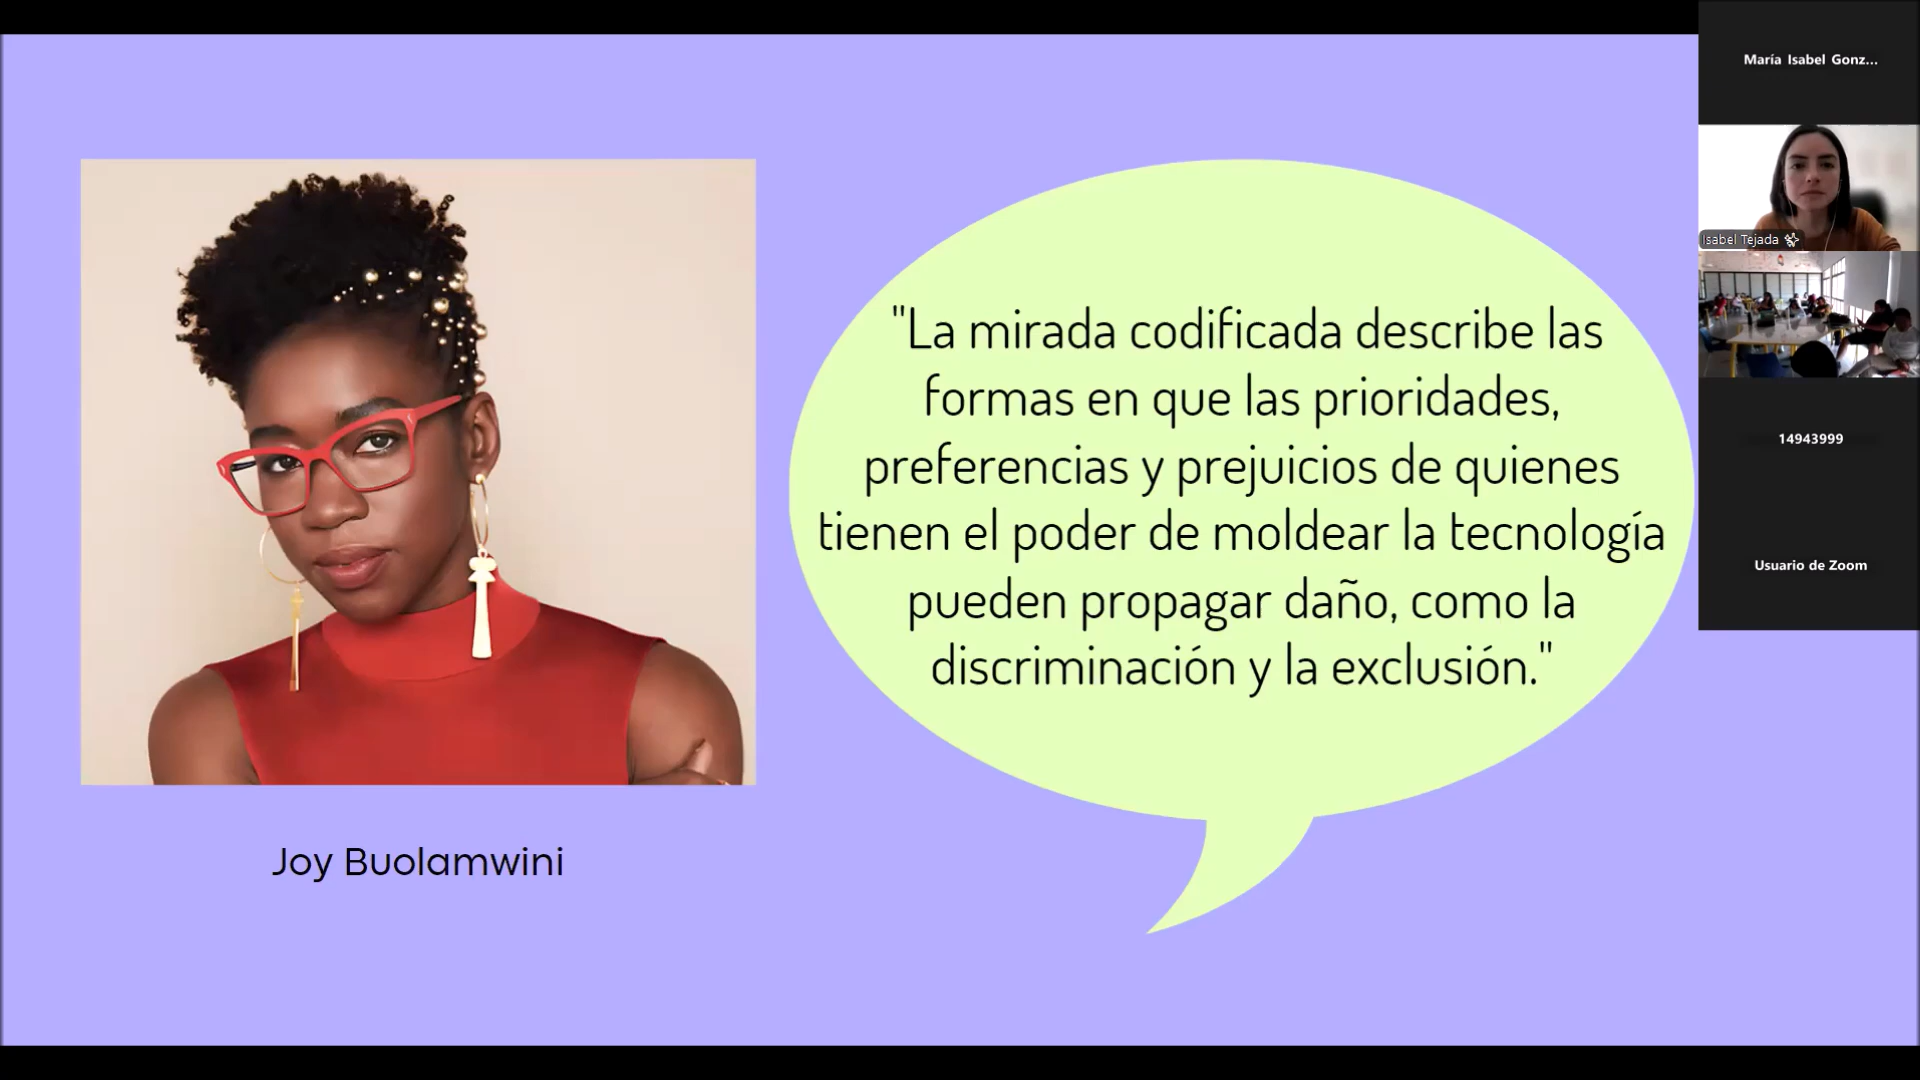 "La mirada codificada describe las
formas en que las prioridades,
preferencias y prejuicios de quienes
tienen el poder de moldear la tecnología
pueden propagar daño, como la
discriminación y la exclusión."
Joy Buolamwini
María Isabel Gonz...
Isabel Tejada
14943999
Usuario de Zoom